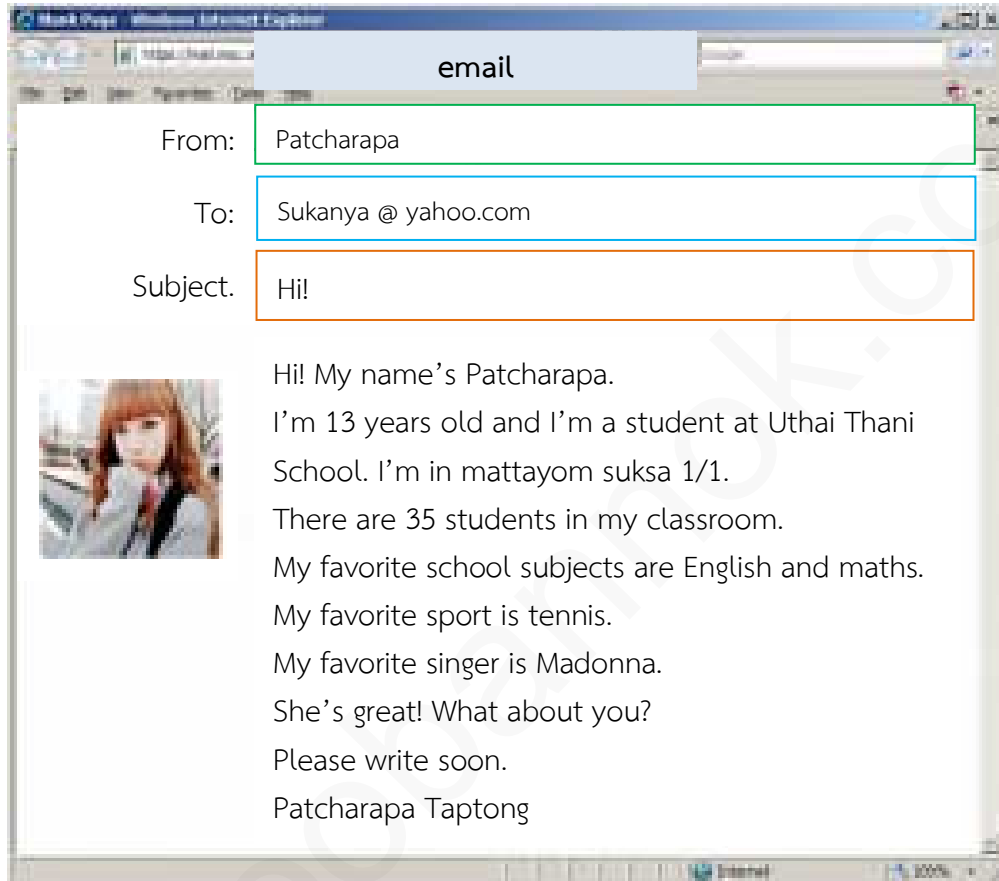 email
From: Patcharapa
To: Sukanya @ yahoo.com
Subject. Hi!
Hi! My name’s Patcharapa.
I’m 13 years old and I’m a student at Uthai Thani
School. I’m in mattayom suksa 1/1.
There are 35 students in my classroom.
My favorite school subjects are English and maths.
My favorite sport is tennis.
My favorite singer is Madonna.
She’s great! What about you?
Please write soon.
Patcharapa Taptong
Internet
100%